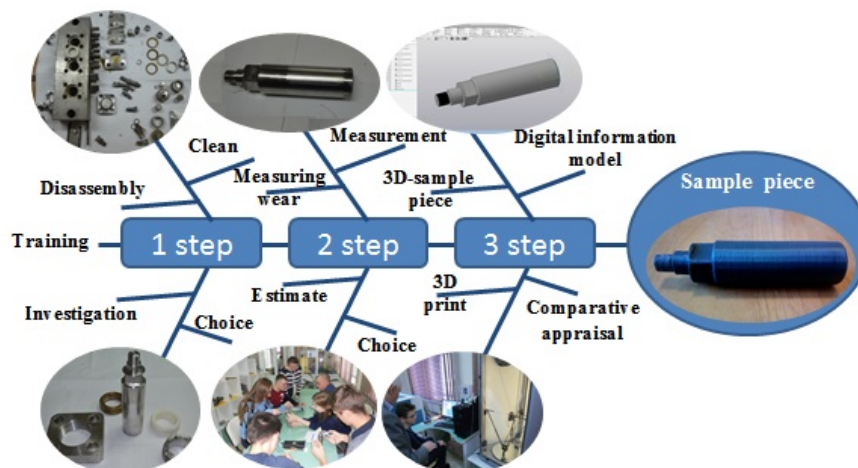 Clean
Disassembly
Measurement
Measuring
wear
Digital information
model
3D-sample
piece
Sample piece
Training
1 step
2 step
3 step
Investigation
Choice
Estimate
Choice
3D
print
Comparative
appraisal